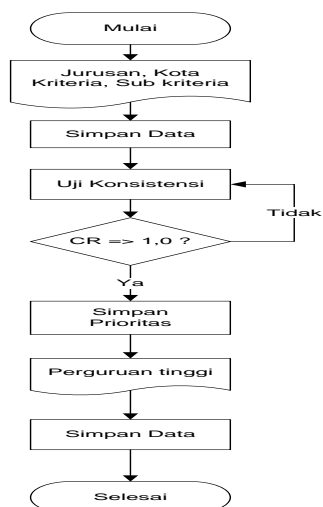 Mulai
Jurusan, Kota
Kriteria, Sub kriteria
Simpan Data
Uji Konsistensi
Tidak
CR => 1,0 ?
Ya
Simpan
Prioritas
Perguruan tinggi
Simpan Data
Selesai